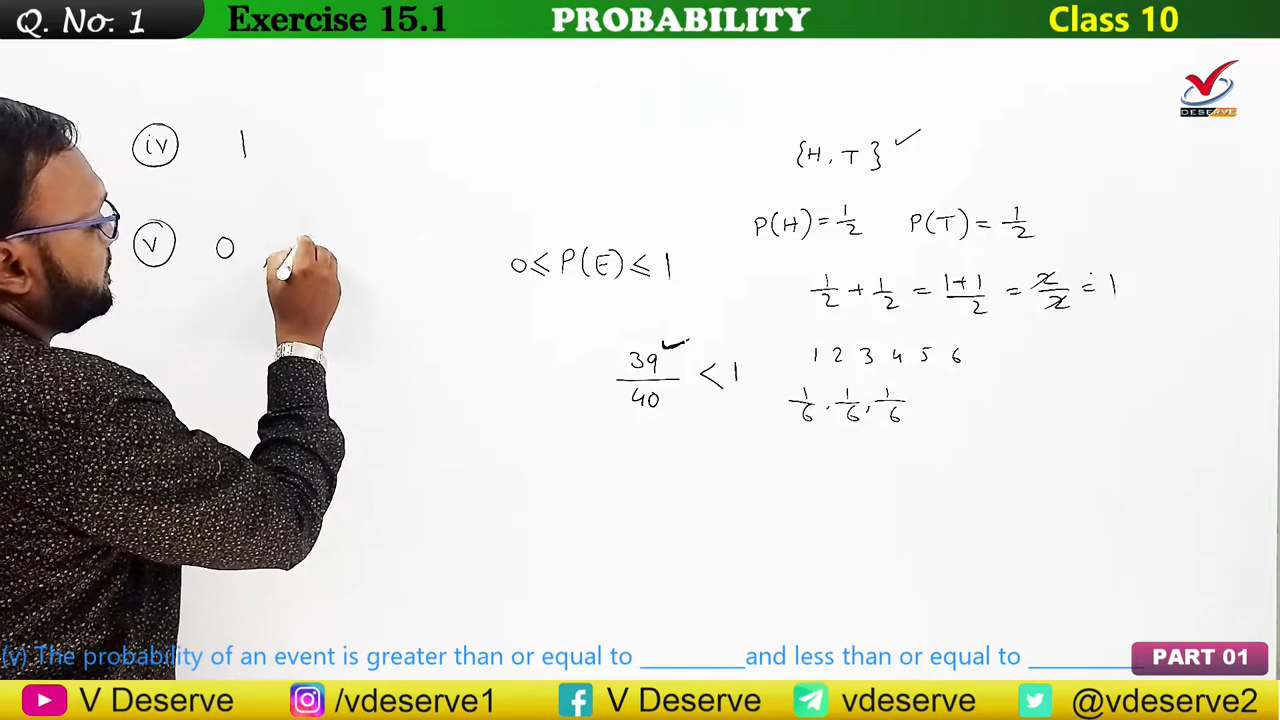 Q. No. 1
Exercise 15.1
PROBABILITY
Class 10
DESERVE
(iv) 1
(v) 0
0 ≤ P(E) ≤ 1
39/40 < 1
{H, T} ✓
P(H) = 1/2 P(T) = 1/2
1/2 + 1/2 = 1+1/2 = 2/2 = 1
1 2 3 4 5 6
1/6, 1/6, 1/6
(v) The probability of an event is greater than or equal to ________and less than or equal to ________
PART 01
V Deserve
/vdeserve1
V Deserve
vdeserve
@vdeserve2